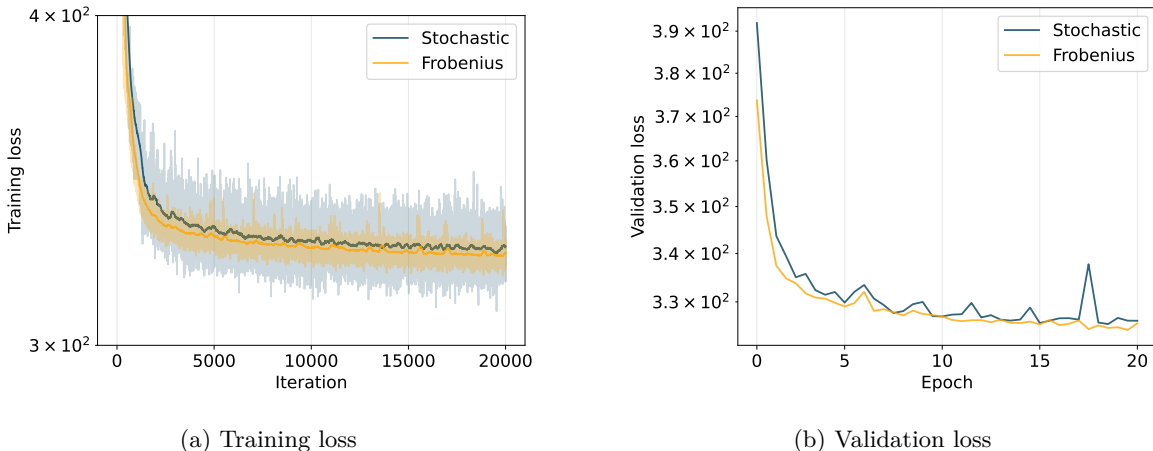 4 × 10²
3 × 10²
Training loss
0
5000
10000
15000
20000
Iteration
Stochastic
Frobenius
(a) Training loss
3.9 × 10²
3.8 × 10²
3.7 × 10²
3.6 × 10²
3.5 × 10²
3.4 × 10²
3.3 × 10²
Validation loss
0
5
10
15
20
Epoch
Stochastic
Frobenius
(b) Validation loss